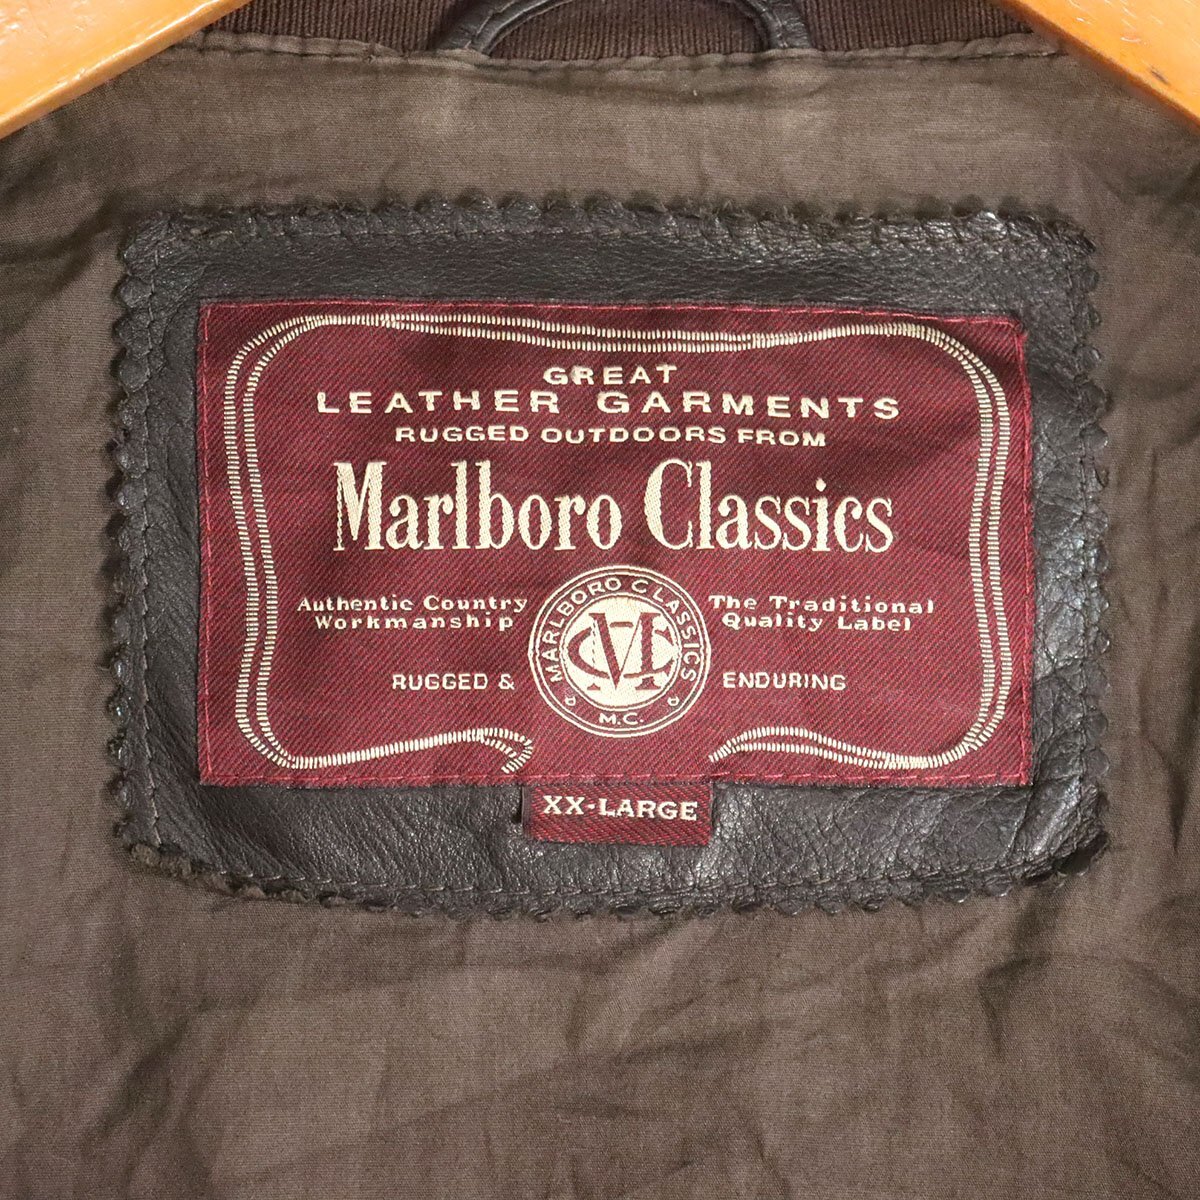 GREAT
LEATHER GARMENTS
RUGGED OUTDOORS FROM
Marlboro Classics
Authentic Country
Workmanship
MARLBORO CLASSICS
MC
M.C.
The Traditional
Quality Label
RUGGED &
ENDURING
XX-LARGE